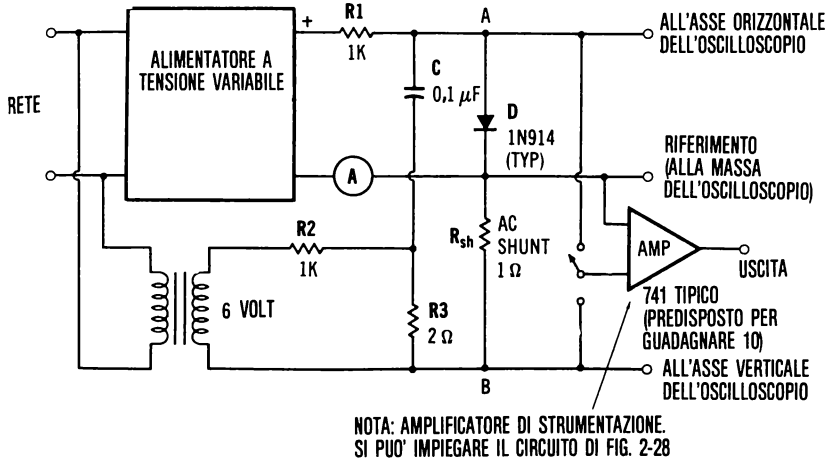 R1
+
1K
A
ALL'ASSE ORIZZONTALE
DELL'OSCILLOSCOPIO
ALIMENTATORE A
TENSIONE VARIABILE
RETE
C
0,1 µF
D
1N914
(TYP)
A
RIFERIMENTO
(ALLA MASSA
DELL'OSCILLOSCOPIO)
R2
1K
Rsh
AC
SHUNT
1 Ω
AMP
USCITA
6 VOLT
R3
2 Ω
741 TIPICO
(PREDISPOSTO PER
GUADAGNARE 10)
B
ALL'ASSE VERTICALE
DELL'OSCILLOSCOPIO
NOTA: AMPLIFICATORE DI STRUMENTAZIONE.
SI PUO' IMPIEGARE IL CIRCUITO DI FIG. 2-28